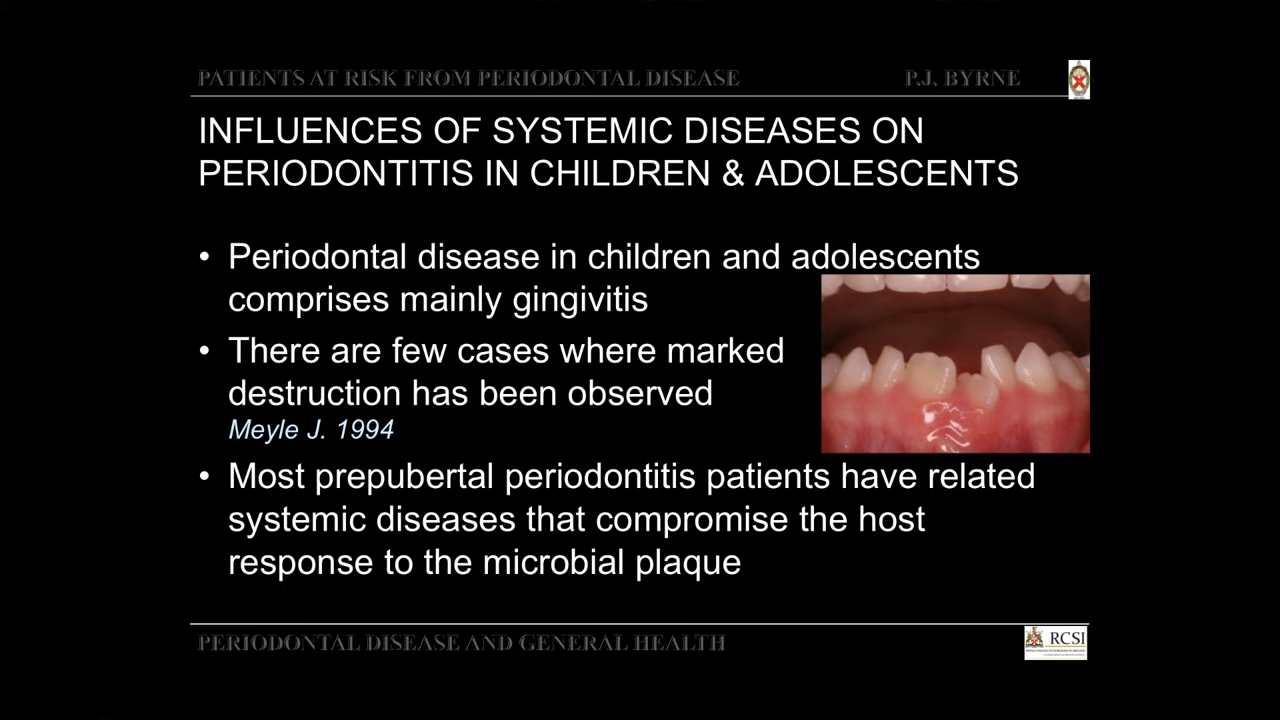 PATIENTS AT RISK FROM PERIODONTAL DISEASE P.J. BYRNE
INFLUENCES OF SYSTEMIC DISEASES ON
PERIODONTITIS IN CHILDREN & ADOLESCENTS
• Periodontal disease in children and adolescents
comprises mainly gingivitis
• There are few cases where marked
destruction has been observed
Meyle J. 1994
• Most prepubertal periodontitis patients have related
systemic diseases that compromise the host
response to the microbial plaque
PERIODONTAL DISEASE AND GENERAL HEALTH
RCSI